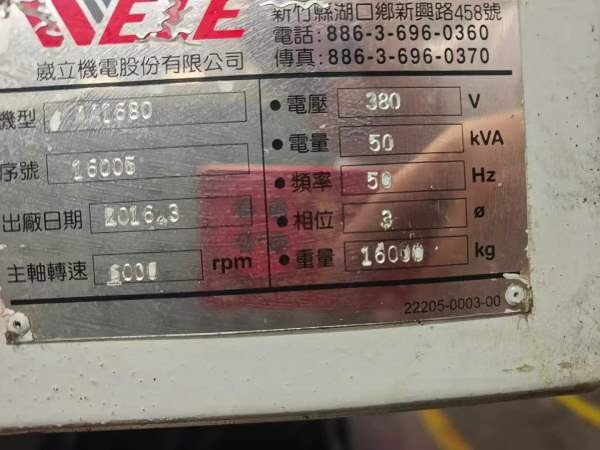 新竹縣湖口鄉新興路458號
電話:886-3-696-0360
崴立機電股份有限公司
傳真:886-3-696-0370
機型
電壓 380 V
電量 50 kVA
序號 16005
頻率 50 Hz
出廠日期 2016.3
相位 3 ø
主軸轉速 rpm
重量 16000 kg
22205-0003-00